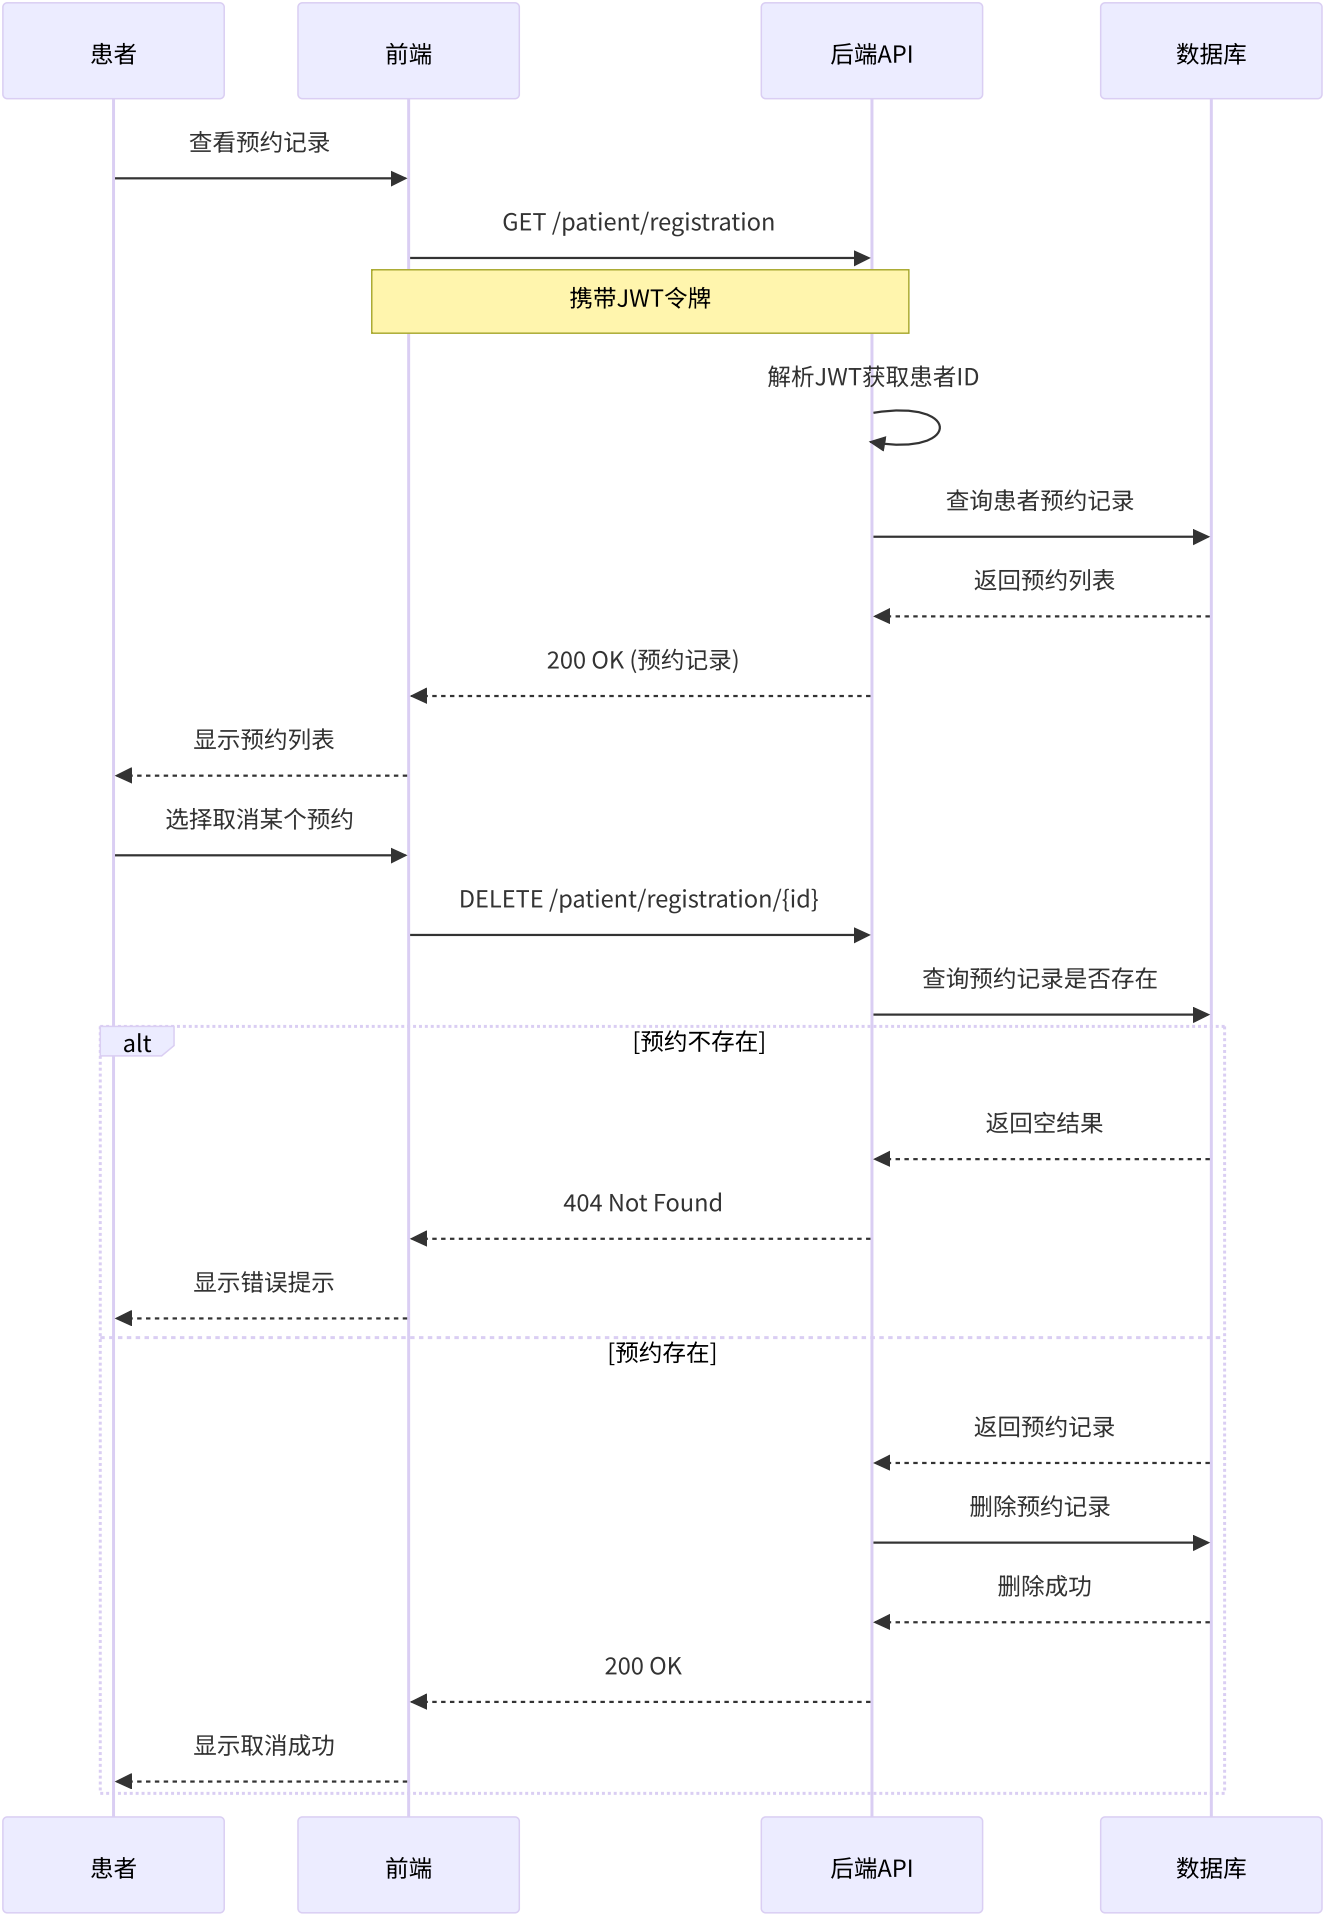 患者
前端
后端API
数据库
查看预约记录
GET /patient/registration
携带JWT令牌
解析JWT获取患者ID
查询患者预约记录
返回预约列表
200 OK (预约记录)
显示预约列表
选择取消某个预约
DELETE /patient/registration/{id}
查询预约记录是否存在
alt
[预约不存在]
返回空结果
404 Not Found
显示错误提示
[预约存在]
返回预约记录
删除预约记录
删除成功
200 OK
显示取消成功
患者
前端
后端API
数据库